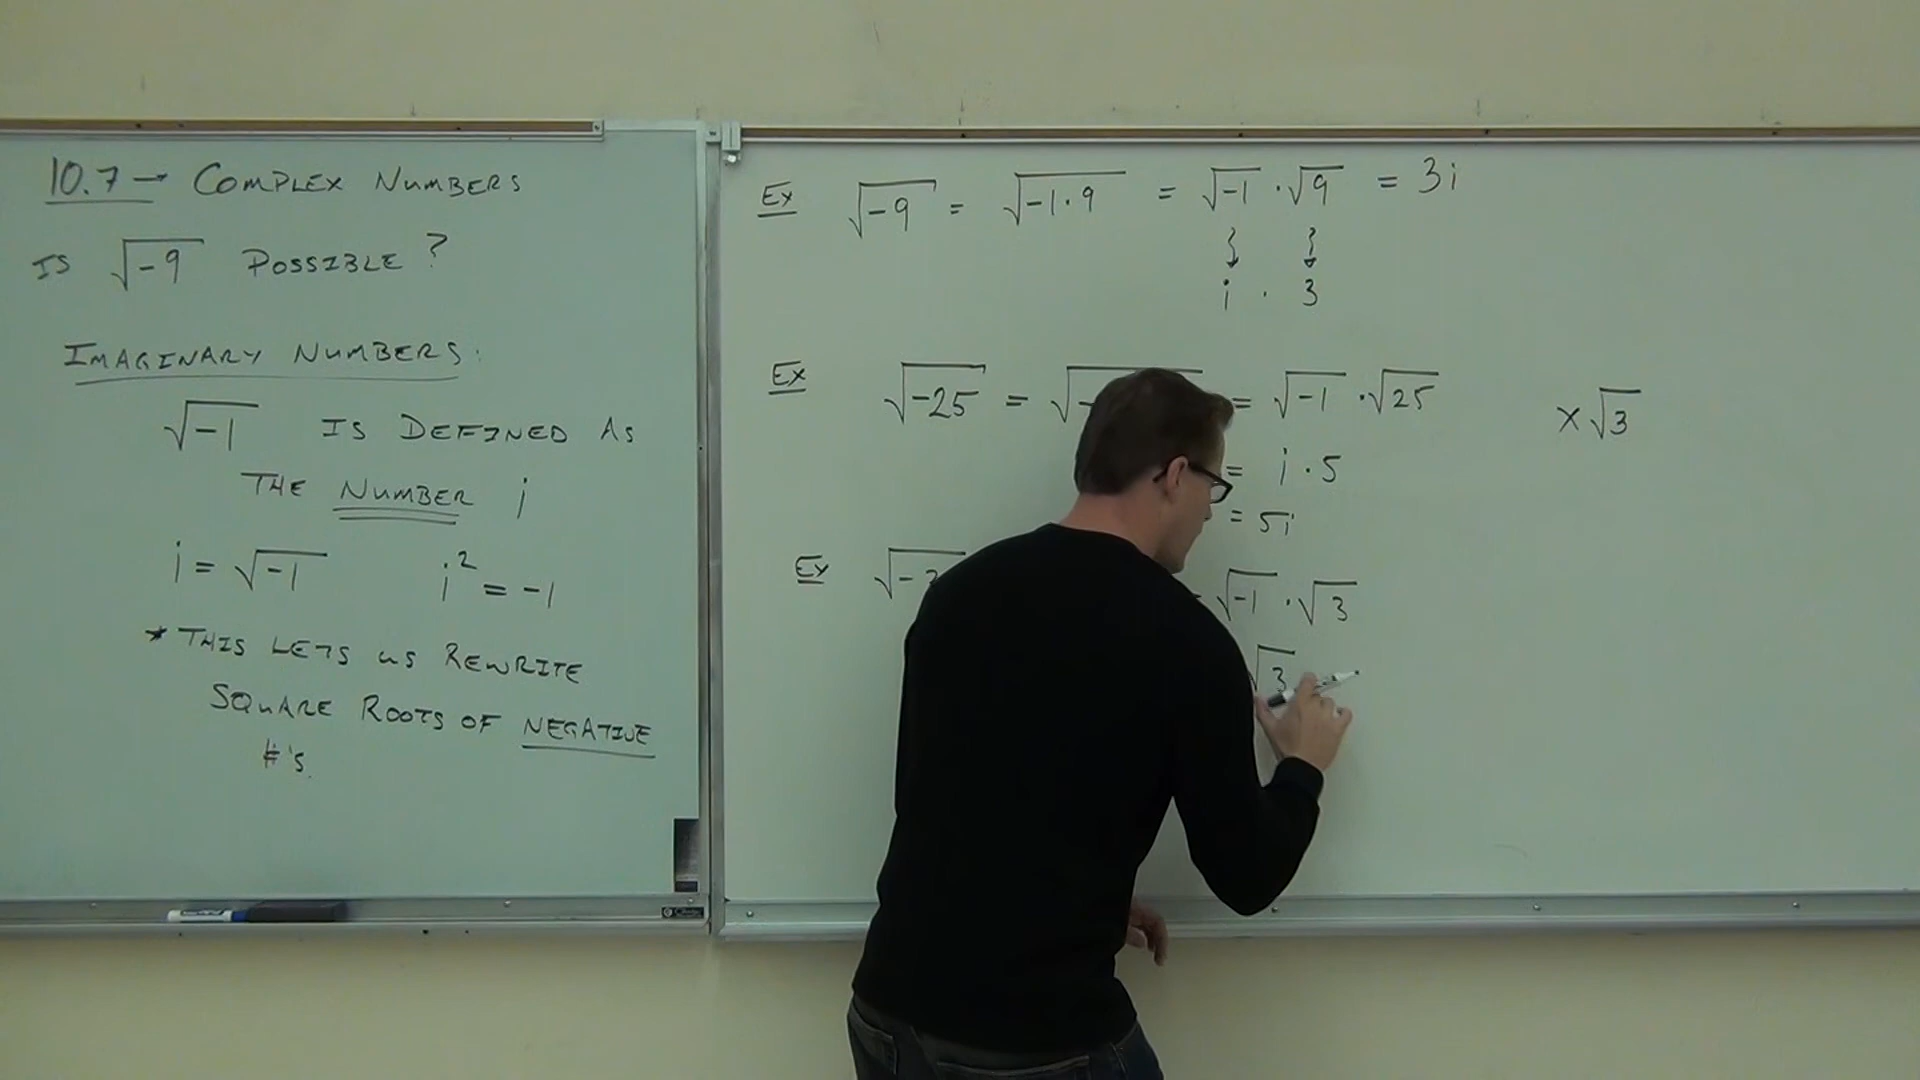 10.7 → COMPLEX NUMBERS
IS √-9 POSSIBLE?
IMAGINARY NUMBERS:
√-1 IS DEFINED AS
THE NUMBER i
i = √-1 i² = -1
* THIS LETS US REWRITE
SQUARE ROOTS OF NEGATIVE
#'s.
Ex √-9 = √-1·9 = √-1 · √9 = 3i
i · 3
Ex √-25 = √- = √-1 · √25
= i · 5
= 5i
x√3
Ex √-3 = √-1 · √3
√3